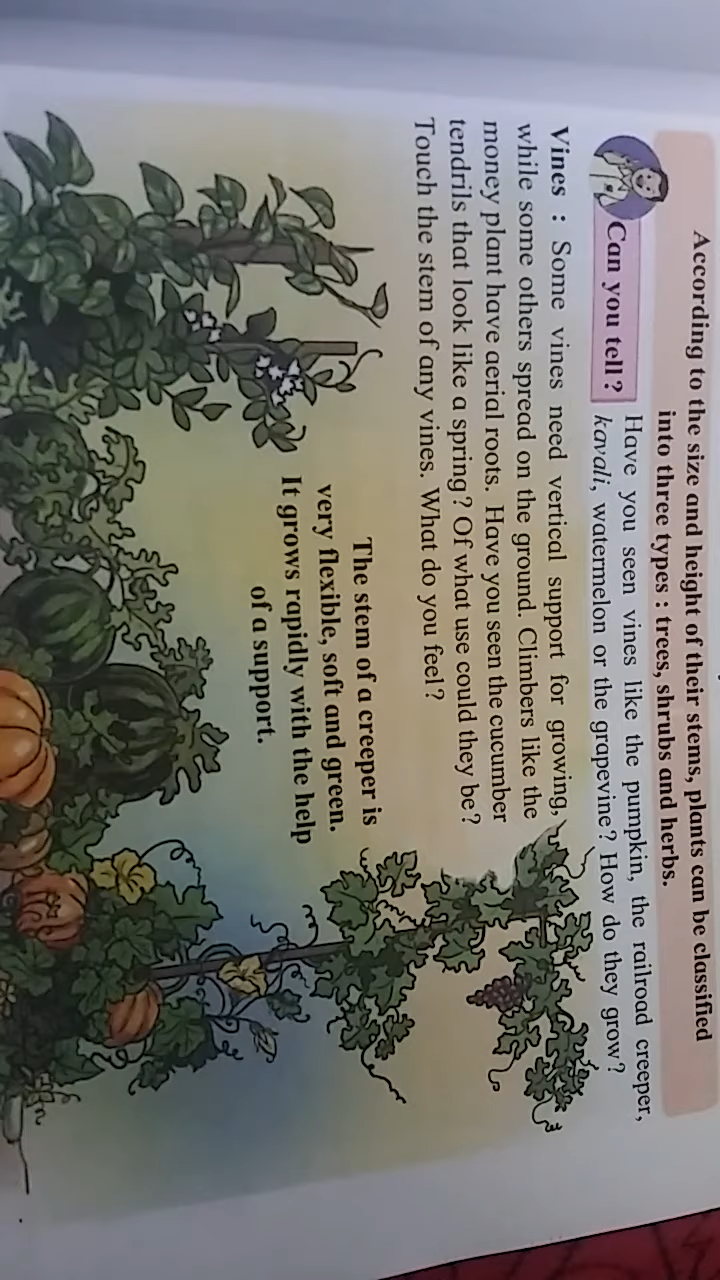 According to the size and height of their stems, plants can be classified
into three types : trees, shrubs and herbs.
Can you tell ?
Have you seen vines like the pumpkin, the railroad creeper,
kavali, watermelon or the grapevine? How do they grow?
Vines : Some vines need vertical support for growing,
while some others spread on the ground. Climbers like the
money plant have aerial roots. Have you seen the cucumber
tendrils that look like a spring? Of what use could they be?
Touch the stem of any vines. What do you feel?
The stem of a creeper is
very flexible, soft and green.
It grows rapidly with the help
of a support.